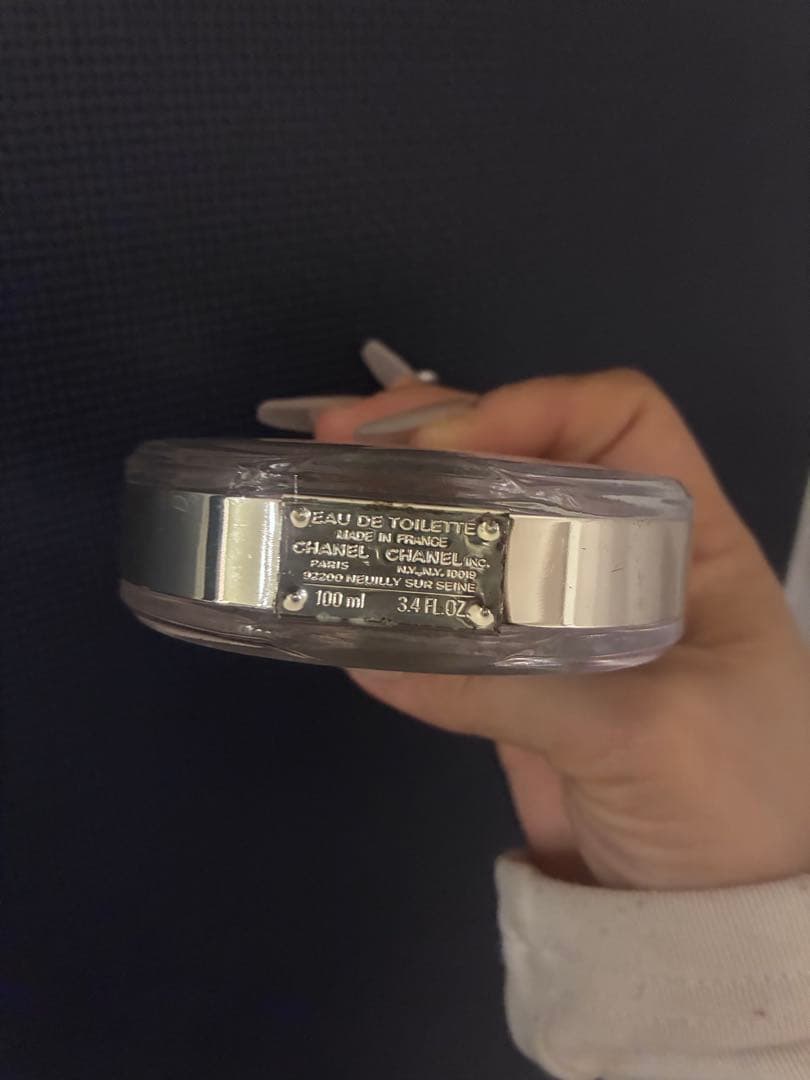 EAU DE TOILETTE
MADE IN FRANCE
CHANEL CHANEL INC.
PARIS N.Y., N.Y. 10019
92200 NEUILLY SUR SEINE
100 ml 3.4 FL.OZ